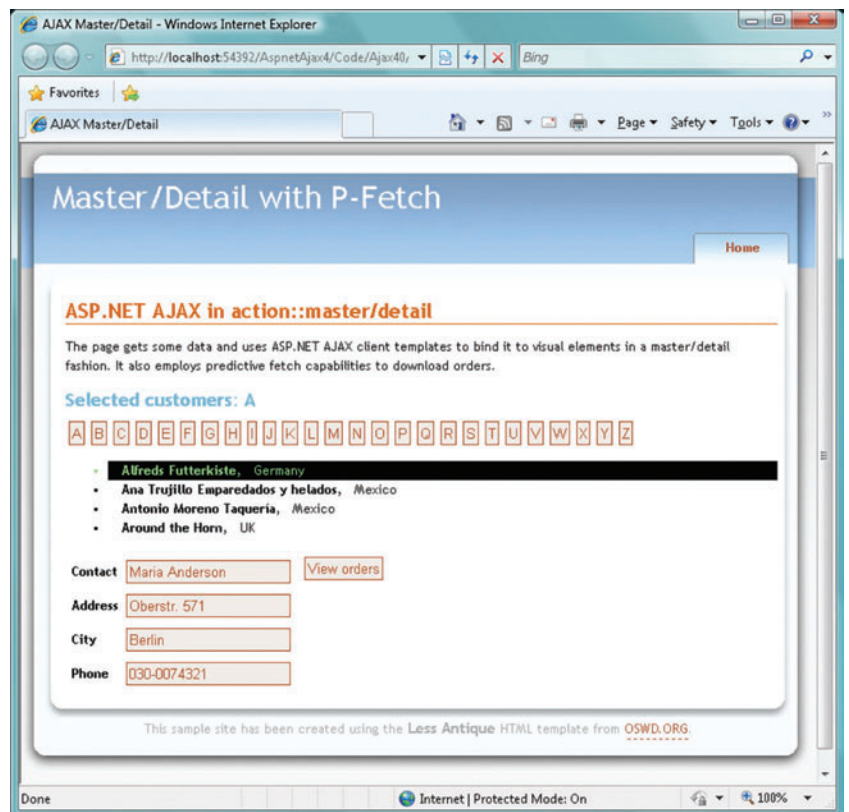 AJAX Master/Detail - Windows Internet Explorer
http://localhost:54392/AspnetAjax4/Code/Ajax40/
Bing
Favorites
AJAX Master/Detail
Page Safety Tools
Master/Detail with P-Fetch
Home
ASP.NET AJAX in action::master/detail
The page gets some data and uses ASP.NET AJAX client templates to bind it to visual elements in a master/detail
fashion. It also employs predictive fetch capabilities to download orders.
Selected customers: A
A B C D E F G H I J K L M N O P Q R S T U V W X Y Z
Alfreds Futterkiste, Germany
Ana Trujillo Emparedados y helados, Mexico
Antonio Moreno Taquería, Mexico
Around the Horn, UK
Contact Maria Anderson View orders
Address Oberstr. 571
City Berlin
Phone 030-0074321
This sample site has been created using the Less Antique HTML template from OSWD.ORG.
Done Internet | Protected Mode: On 100%